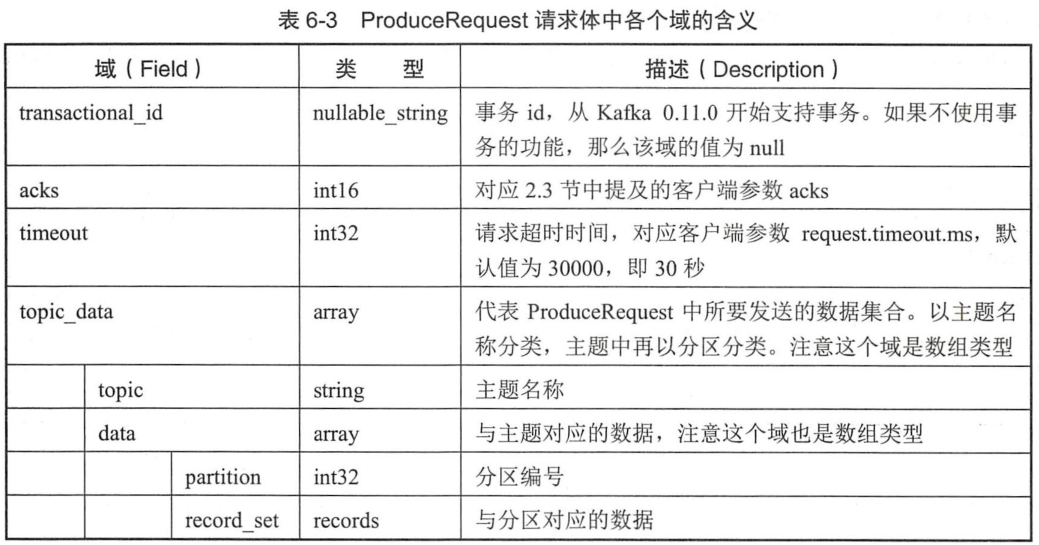 表 6-3 ProduceRequest 请求体中各个域的含义
域（Field） 类 型 描述（Description）
transactional_id nullable_string 事务 id，从 Kafka 0.11.0 开始支持事务。如果不使用事
务的功能，那么该域的值为 null
acks int16 对应 2.3 节中提及的客户端参数 acks
timeout int32 请求超时时间，对应客户端参数 request.timeout.ms，默
认值为 30000，即 30 秒
topic_data array 代表 ProduceRequest 中所要发送的数据集合。以主题名
称分类，主题中再以分区分类。注意这个域是数组类型
topic string 主题名称
data array 与主题对应的数据，注意这个域也是数组类型
partition int32 分区编号
record_set records 与分区对应的数据